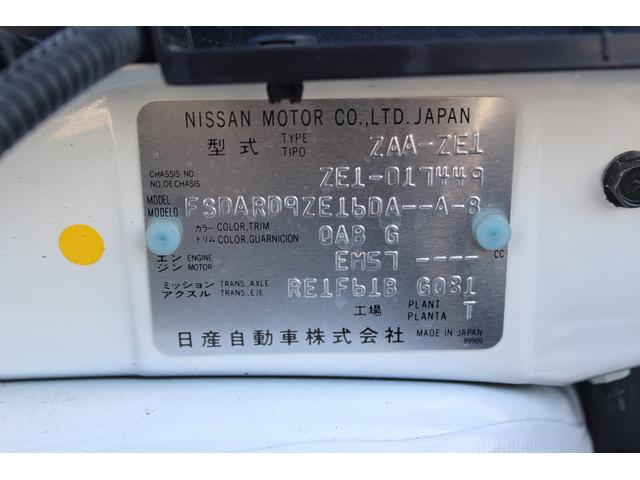 NISSAN MOTOR CO.,LTD. JAPAN
型式 TYPE TIPO ZAA-ZE1
CHASSIS NO. NO.DE CHASIS ZE1-017449
MODEL MODELO FSDARD9ZE16DA--A-B
カラー COLOR,TRIM トリム COLOR,GUARNICION QAB G
エンジン ENGINE MOTOR EM57 ---- CC
ミッション TRANS.,AXLE アクスル TRANS.,EJE RE1F61B G081
工場 PLANT PLANTA T
日産自動車株式会社 MADE IN JAPAN
89909